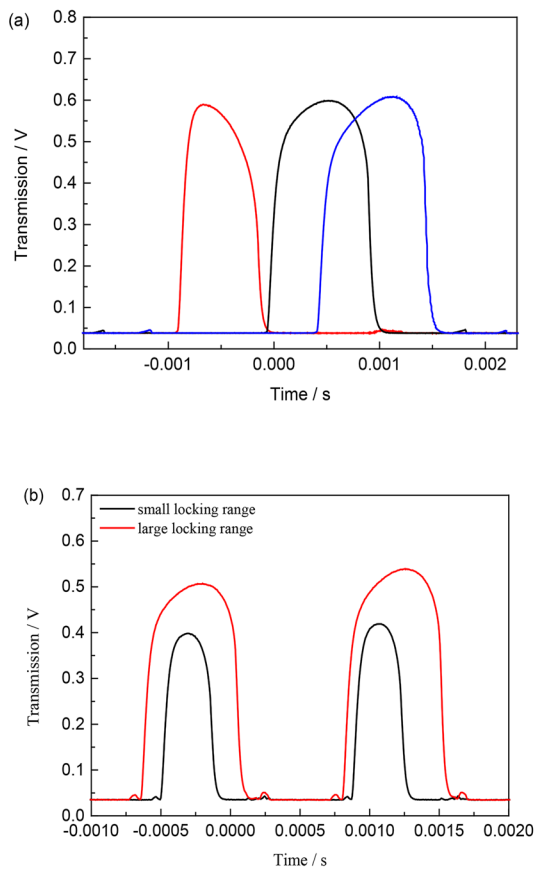 (a)
0.8
0.7
0.6
0.5
0.4
0.3
0.2
0.1
0.0
Transmission / V
-0.001 0.000 0.001 0.002
Time / s
(b)
0.7
0.6
0.5
0.4
0.3
0.2
0.1
0.0
Transmission / V
small locking range
large locking range
-0.0010 -0.0005 0.0000 0.0005 0.0010 0.0015 0.0020
Time / s